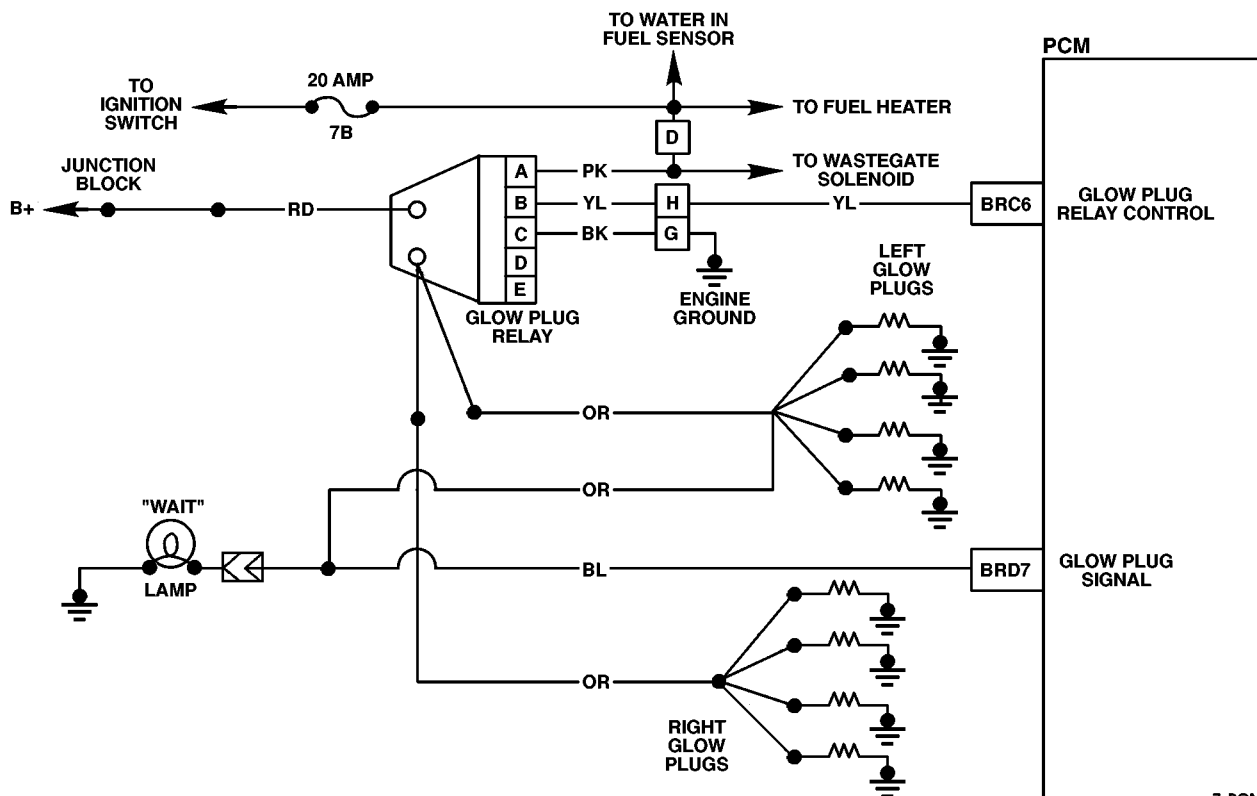 TO WATER IN
FUEL SENSOR
PCM
TO
IGNITION
SWITCH
20 AMP
7B
TO FUEL HEATER
D
JUNCTION
BLOCK
B+
RD
A
B
C
D
E
PK
YL
BK
H
G
TO WASTEGATE
SOLENOID
YL
BRC6
GLOW PLUG
RELAY CONTROL
GLOW PLUG
RELAY
ENGINE
GROUND
LEFT
GLOW
PLUGS
OR
OR
"WAIT"
LAMP
BL
BRD7
GLOW PLUG
SIGNAL
OR
RIGHT
GLOW
PLUGS